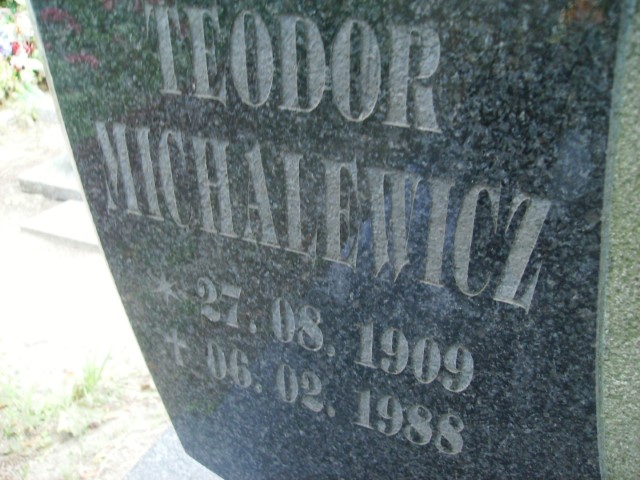 TEODOR
MICHALEWICZ
* 27. 08. 1909
+ 06. 02. 1988